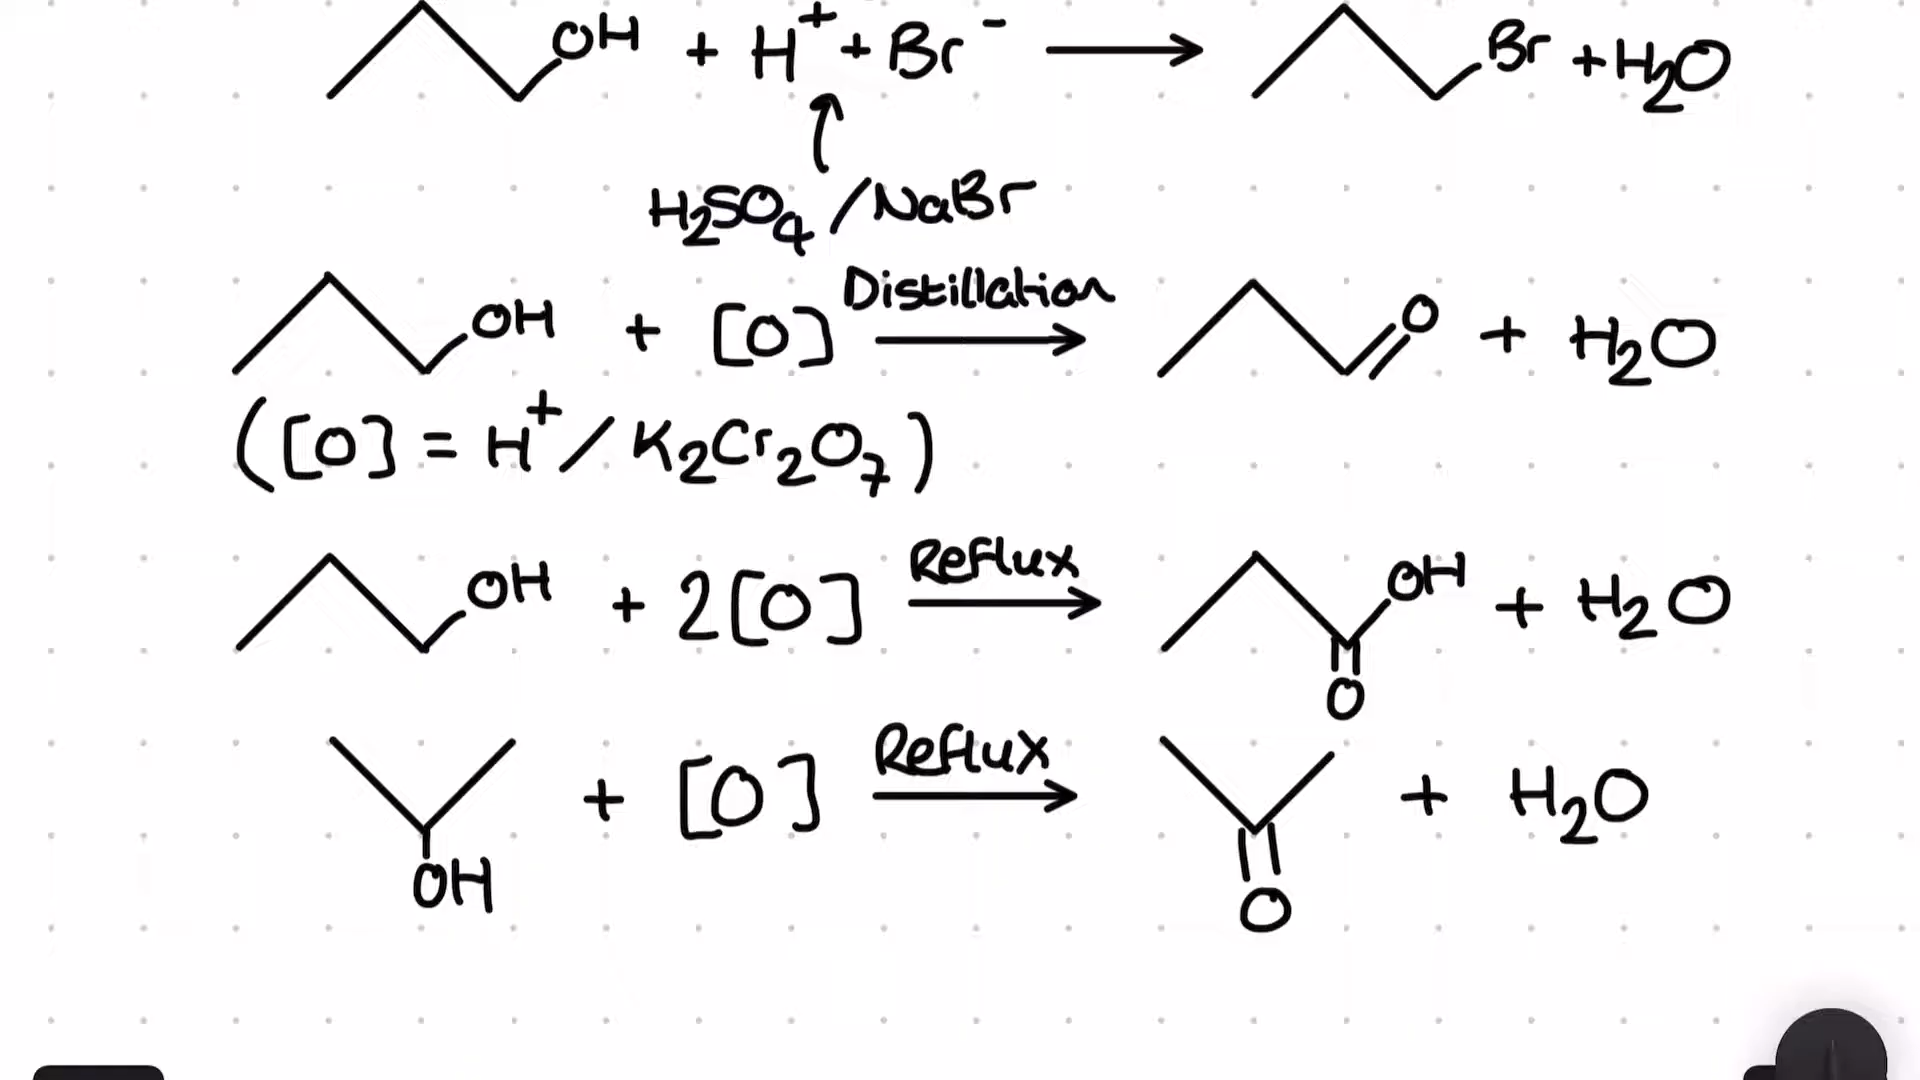 OH + H⁺ + Br⁻ → Br + H₂O
H₂SO₄/NaBr
Distillation
OH + [O] → O + H₂O
([O] = H⁺/K₂Cr₂O₇)
Reflux
OH + 2[O] → OH + H₂O
O
Reflux
+ [O] → + H₂O
OH
O